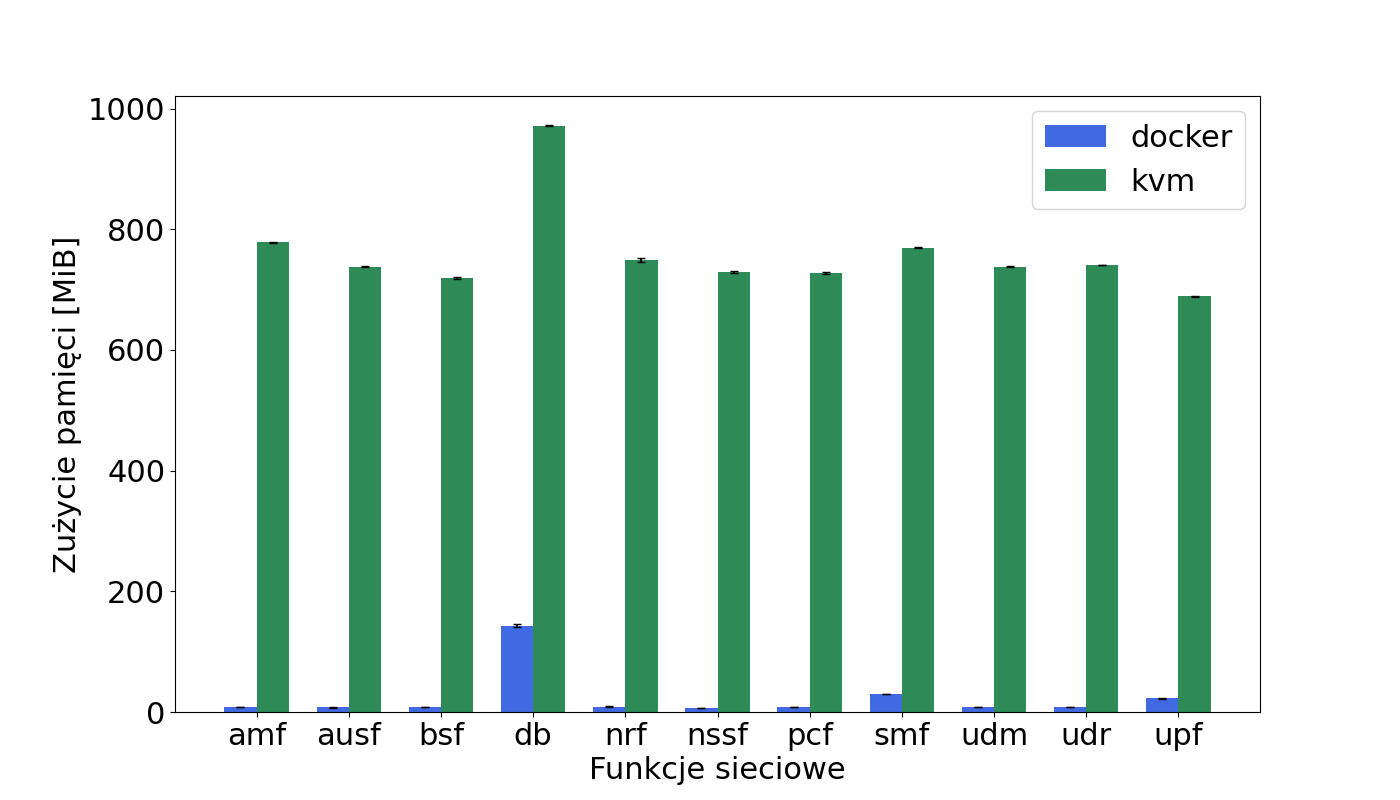 Zużycie pamięci [MiB]
1000
800
600
400
200
0
docker
kvm
amf ausf bsf db nrf nssf pcf smf udm udr upf
Funkcje sieciowe